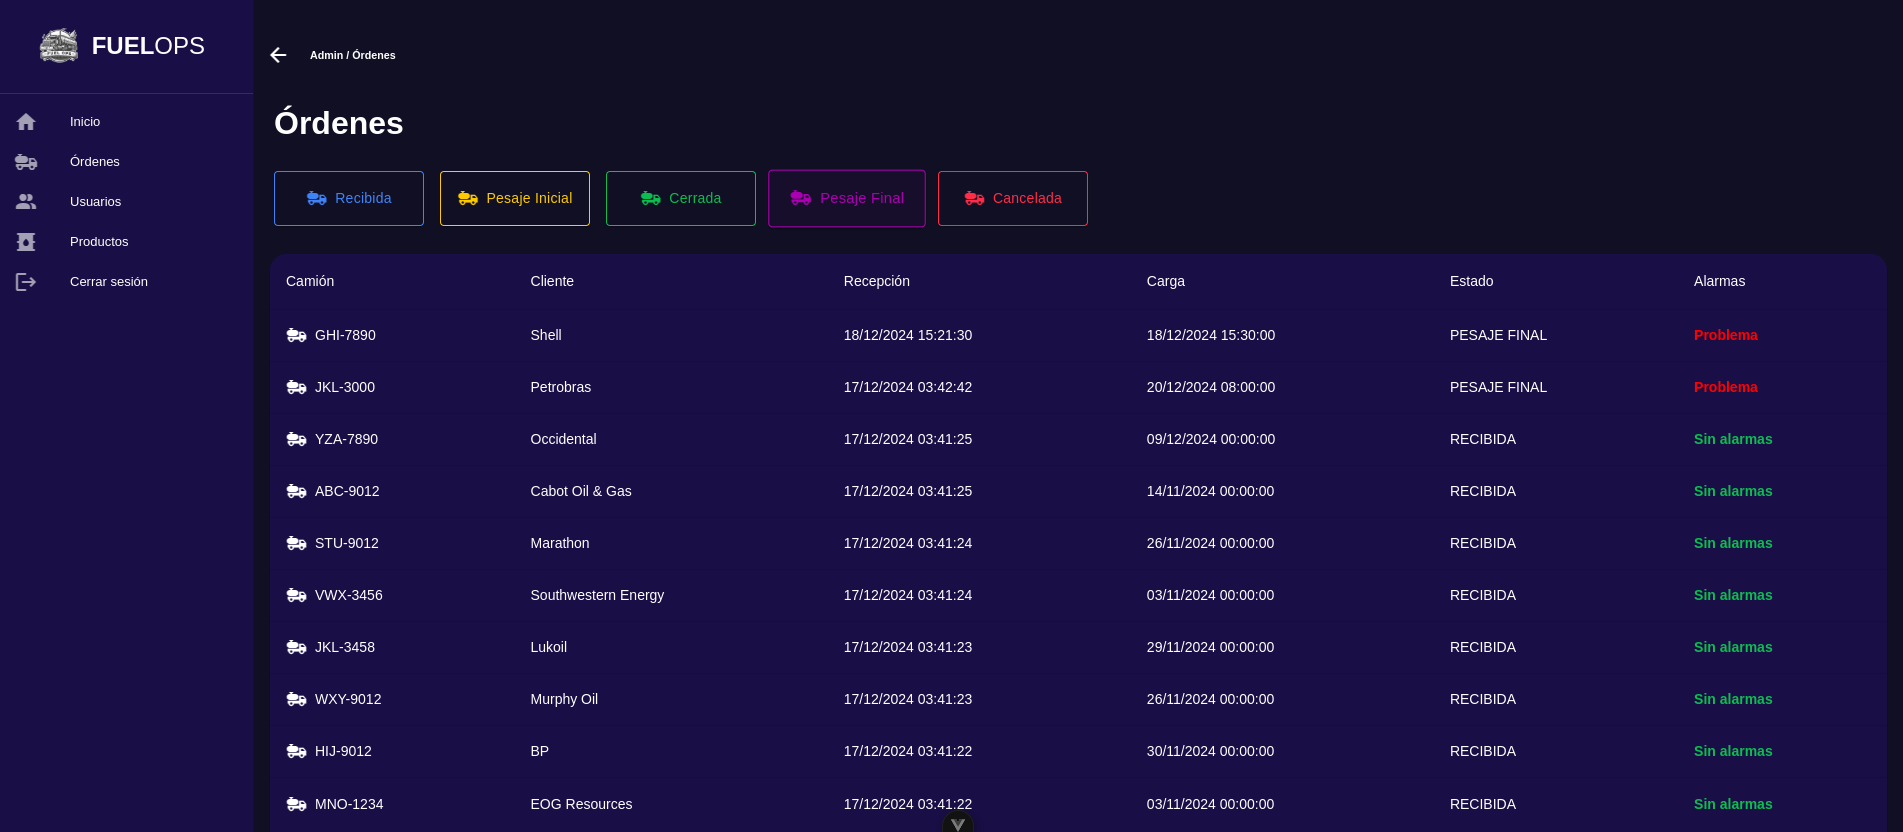 FUELOPS
Inicio
Órdenes
Usuarios
Productos
Cerrar sesión
Admin / Órdenes
Órdenes
Recibida Pesaje Inicial Cerrada Pesaje Final Cancelada
Camión Cliente Recepción Carga Estado Alarmas
GHI-7890 Shell 18/12/2024 15:21:30 18/12/2024 15:30:00 PESAJE FINAL Problema
JKL-3000 Petrobras 17/12/2024 03:42:42 20/12/2024 08:00:00 PESAJE FINAL Problema
YZA-7890 Occidental 17/12/2024 03:41:25 09/12/2024 00:00:00 RECIBIDA Sin alarmas
ABC-9012 Cabot Oil & Gas 17/12/2024 03:41:25 14/11/2024 00:00:00 RECIBIDA Sin alarmas
STU-9012 Marathon 17/12/2024 03:41:24 26/11/2024 00:00:00 RECIBIDA Sin alarmas
VWX-3456 Southwestern Energy 17/12/2024 03:41:24 03/11/2024 00:00:00 RECIBIDA Sin alarmas
JKL-3458 Lukoil 17/12/2024 03:41:23 29/11/2024 00:00:00 RECIBIDA Sin alarmas
WXY-9012 Murphy Oil 17/12/2024 03:41:23 26/11/2024 00:00:00 RECIBIDA Sin alarmas
HIJ-9012 BP 17/12/2024 03:41:22 30/11/2024 00:00:00 RECIBIDA Sin alarmas
MNO-1234 EOG Resources 17/12/2024 03:41:22 03/11/2024 00:00:00 RECIBIDA Sin alarmas